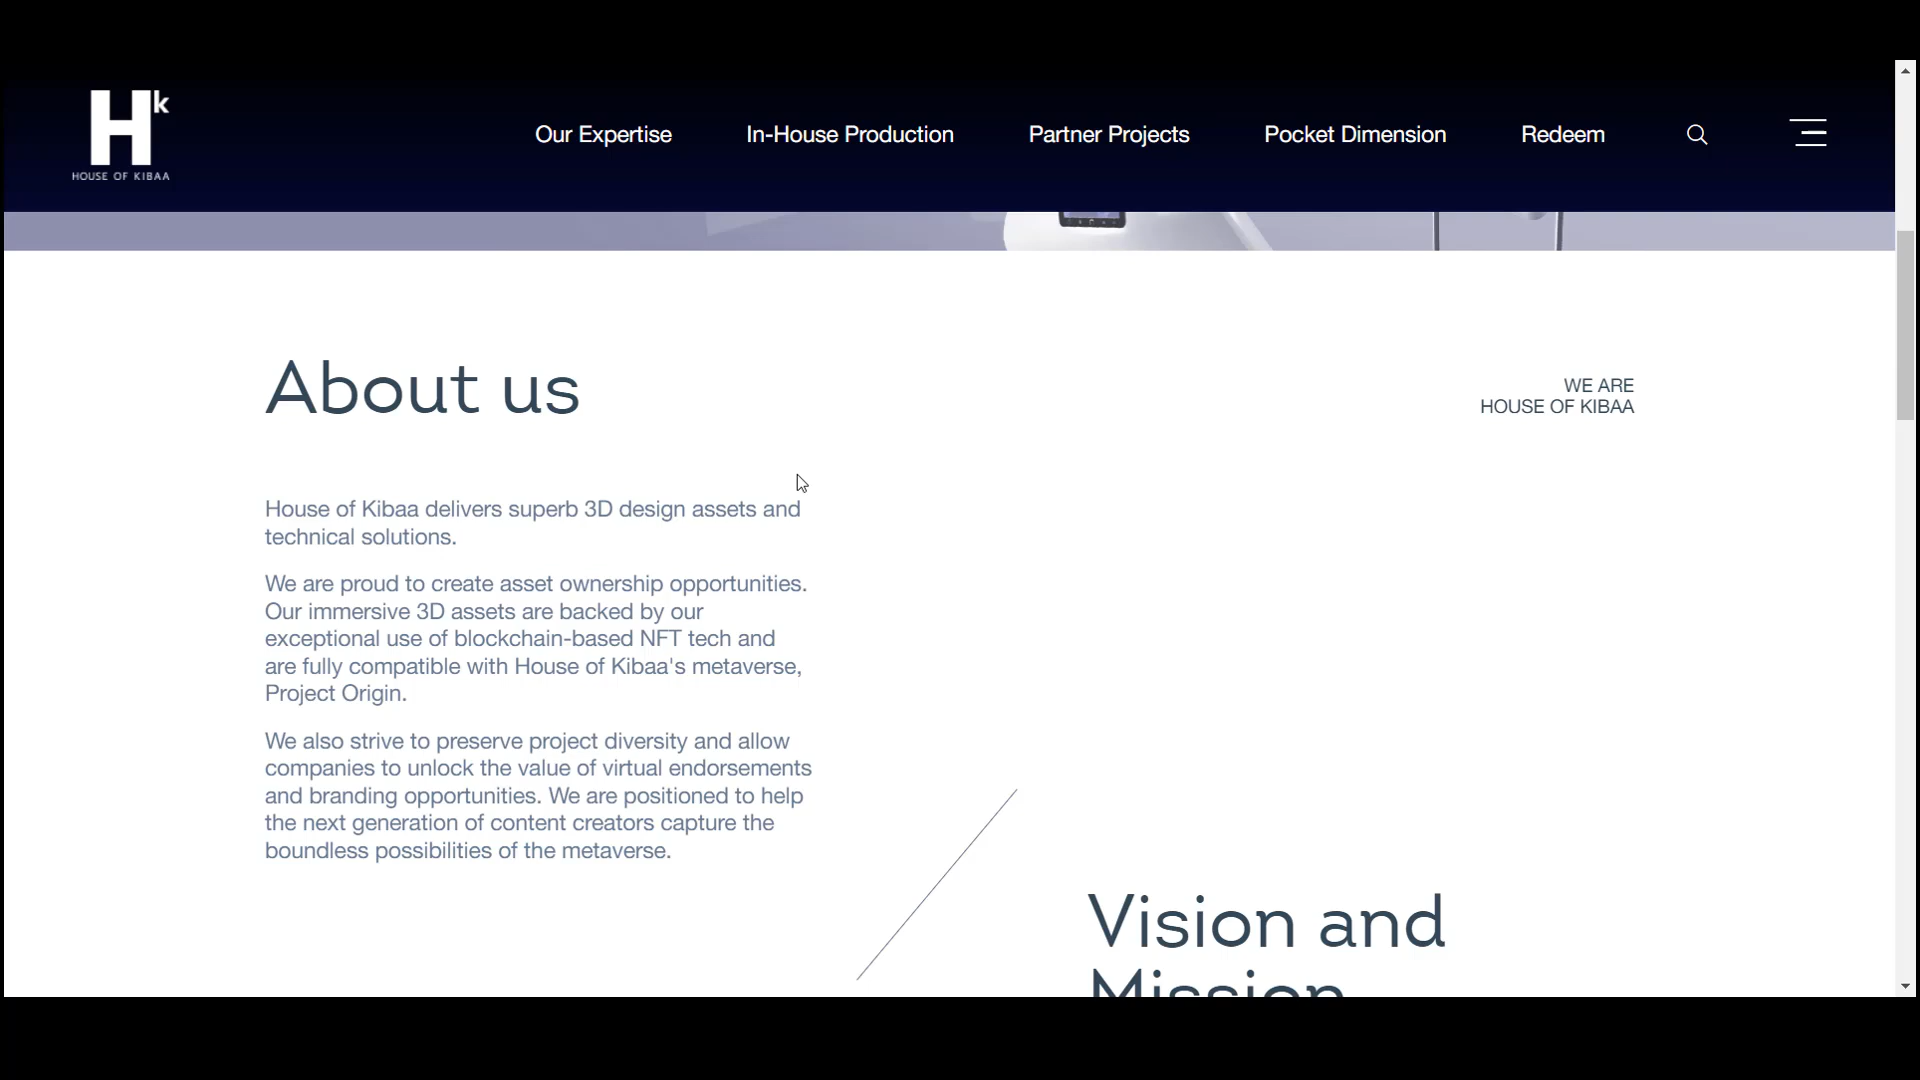 Hk
HOUSE OF KIBAA
Our Expertise
In-House Production
Partner Projects
Pocket Dimension
Redeem
About us
WE ARE
HOUSE OF KIBAA
House of Kibaa delivers superb 3D design assets and
technical solutions.
We are proud to create asset ownership opportunities.
Our immersive 3D assets are backed by our
exceptional use of blockchain-based NFT tech and
are fully compatible with House of Kibaa's metaverse,
Project Origin.
We also strive to preserve project diversity and allow
companies to unlock the value of virtual endorsements
and branding opportunities. We are positioned to help
the next generation of content creators capture the
boundless possibilities of the metaverse.
Vision and
Mission